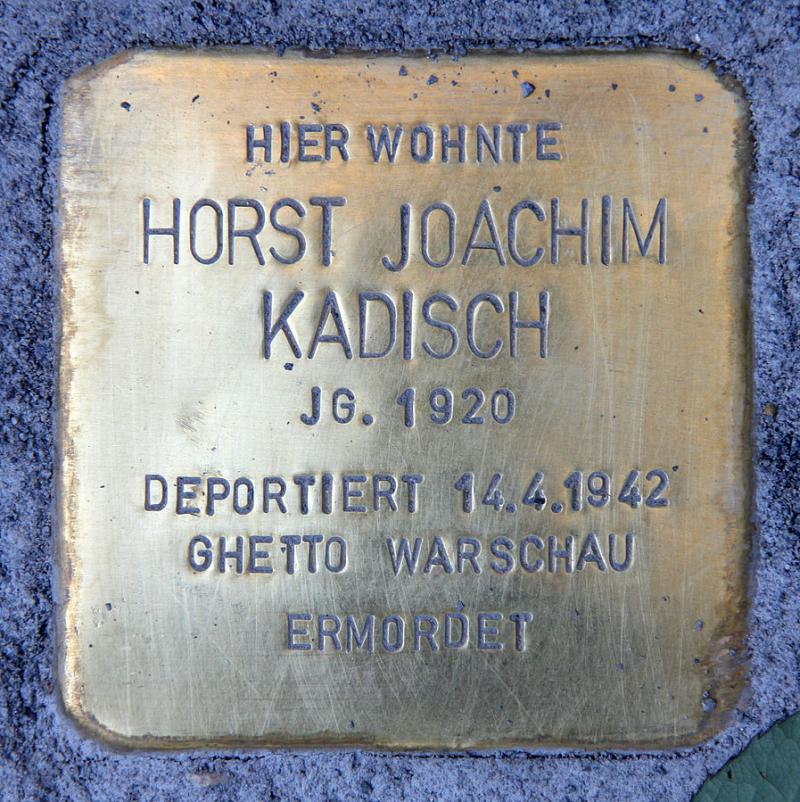 HIER WOHNTE
HORST JOACHIM
KADISCH
JG. 1920
DEPORTIERT 14.4.1942
GHETTO WARSCHAU
ERMORDET